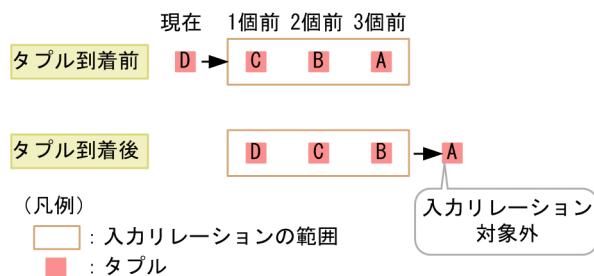 現在 1個前 2個前 3個前
タプル到着前 D C B A
タプル到着後 D C B A
入力リレーション
対象外
（凡例）
：入力リレーションの範囲
：タプル